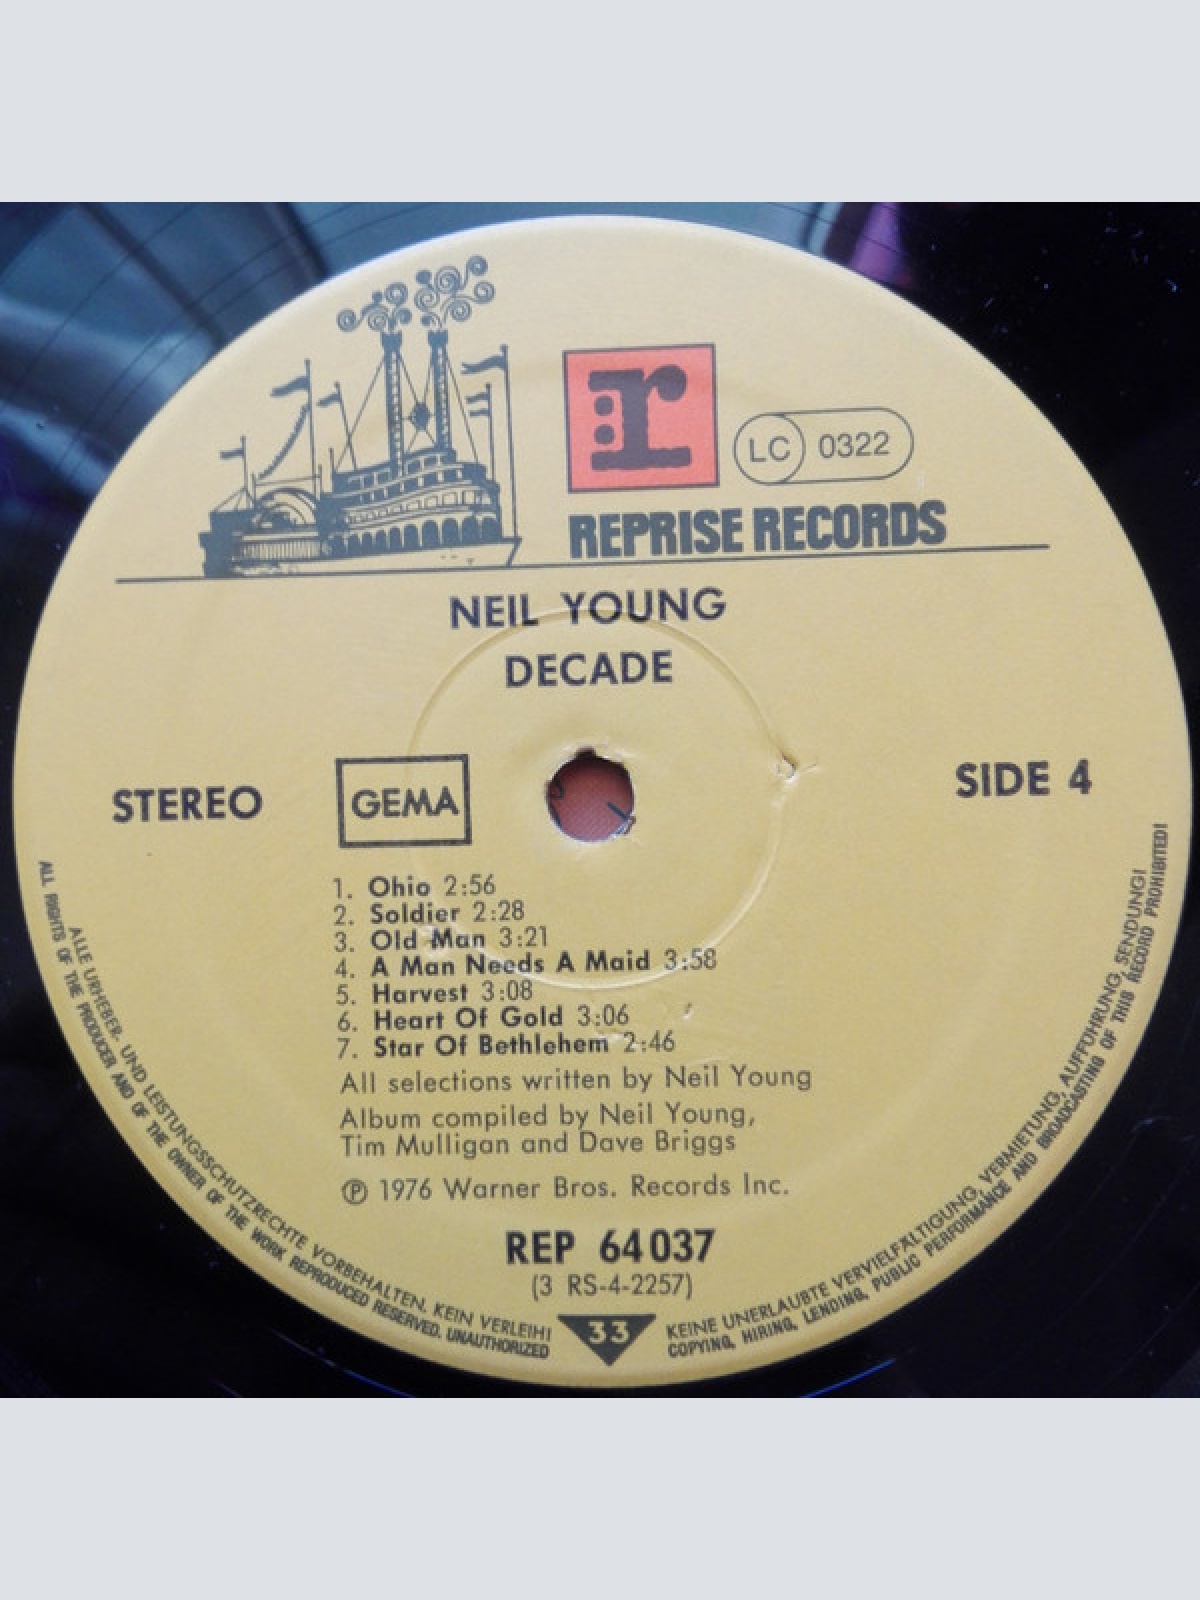 r
LC 0322
REPRISE RECORDS
NEIL YOUNG
DECADE
STEREO
GEMA
SIDE 4
1. Ohio 2:56
2. Soldier 2:28
3. Old Man 3:21
4. A Man Needs A Maid 3:58
5. Harvest 3:08
6. Heart Of Gold 3:06
7. Star Of Bethlehem 2:46
All selections written by Neil Young
Album compiled by Neil Young,
Tim Mulligan and Dave Briggs
℗ 1976 Warner Bros. Records Inc.
REP 64 037
(3 RS-4-2257)
33
ALLE URHEBER- UND LEISTUNGSSCHUTZRECHTE VORBEHALTEN. KEIN VERLEIH! KEINE UNERLAUBTE VERVIELFÄLTIGUNG, VERMIETUNG, AUFFÜHRUNG, SENDUNG!
ALL RIGHTS OF THE PRODUCER AND OF THE OWNER OF THE WORK REPRODUCED RESERVED. UNAUTHORIZED COPYING, HIRING, LENDING, PUBLIC PERFORMANCE AND BROADCASTING OF THIS RECORD PROHIBITED!